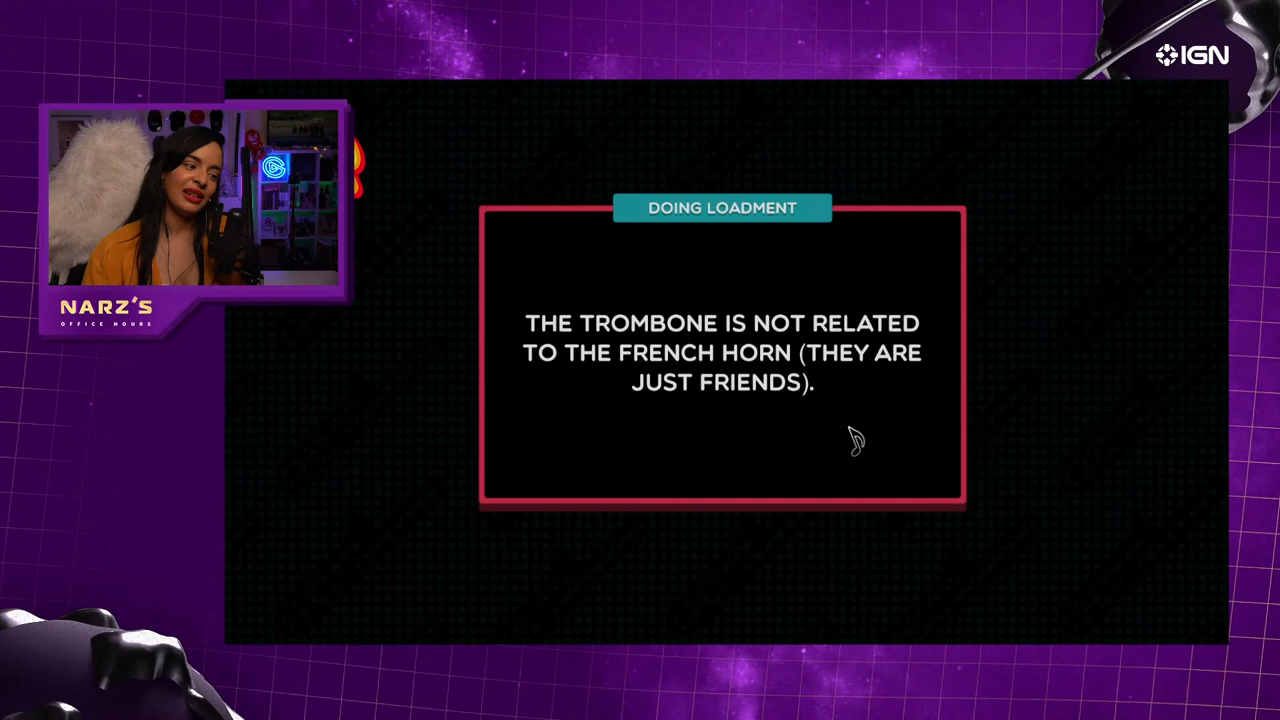 IGN
NARZ'S
OFFICE HOURS
DOING LOADMENT
THE TROMBONE IS NOT RELATED
TO THE FRENCH HORN (THEY ARE
JUST FRIENDS).